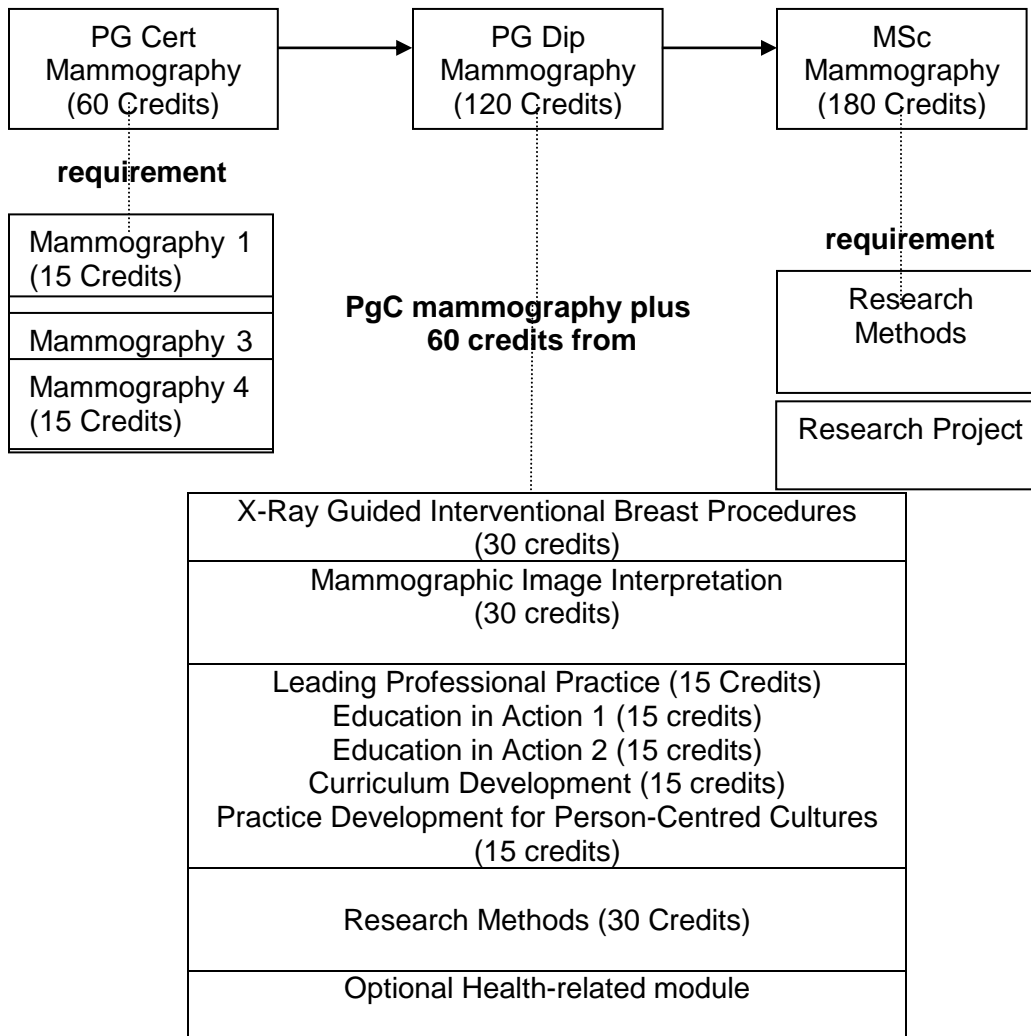 PG Cert
Mammography
(60 Credits)
PG Dip
Mammography
(120 Credits)
MSc
Mammography
(180 Credits)
requirement
Mammography 1
(15 Credits)
Mammography 3
Mammography 4
(15 Credits)
PgC mammography plus
60 credits from
requirement
Research
Methods
Research Project
X-Ray Guided Interventional Breast Procedures
(30 credits)
Mammographic Image Interpretation
(30 credits)
Leading Professional Practice (15 Credits)
Education in Action 1 (15 credits)
Education in Action 2 (15 credits)
Curriculum Development (15 credits)
Practice Development for Person-Centred Cultures
(15 credits)
Research Methods (30 Credits)
Optional Health-related module